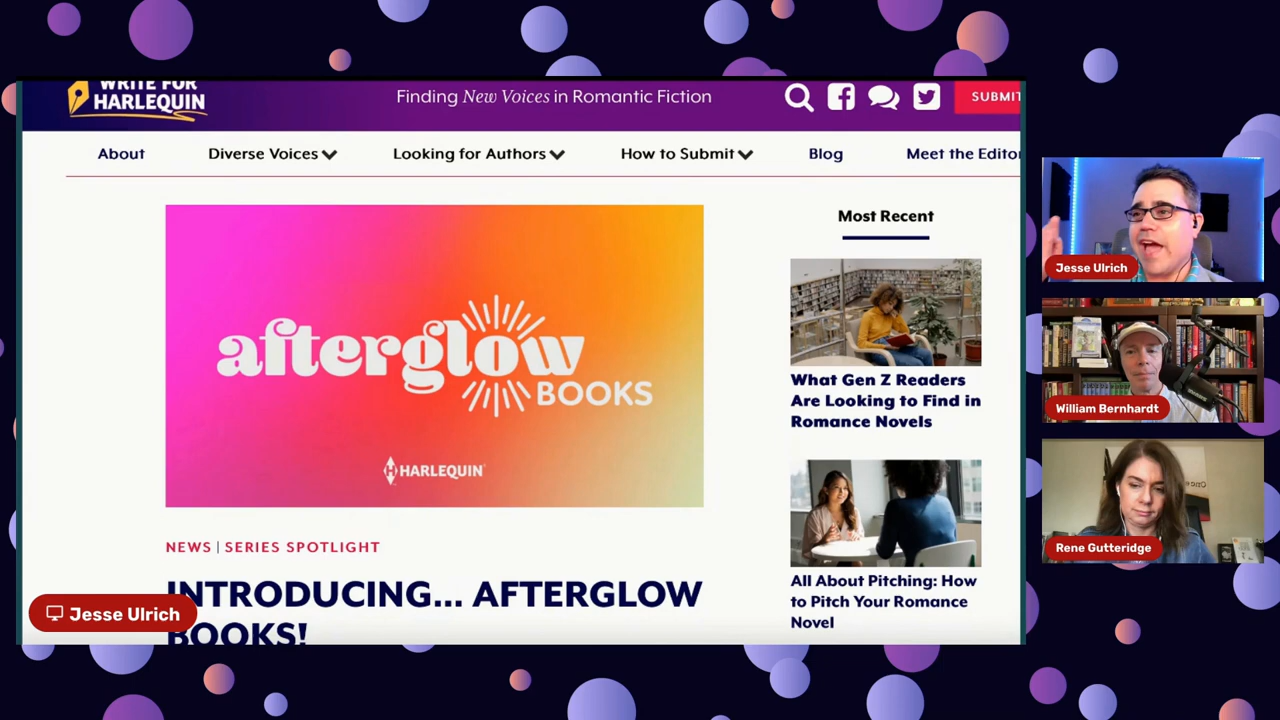 WRITE FOR
HARLEQUIN
Finding New Voices in Romantic Fiction
SUBMIT
About
Diverse Voices
Looking for Authors
How to Submit
Blog
Meet the Editor
afterglow
BOOKS
HARLEQUIN
NEWS | SERIES SPOTLIGHT
INTRODUCING... AFTERGLOW
BOOKS!
Jesse Ulrich
Most Recent
What Gen Z Readers
Are Looking to Find in
Romance Novels
All About Pitching: How
to Pitch Your Romance
Novel
Jesse Ulrich
William Bernhardt
Rene Gutteridge